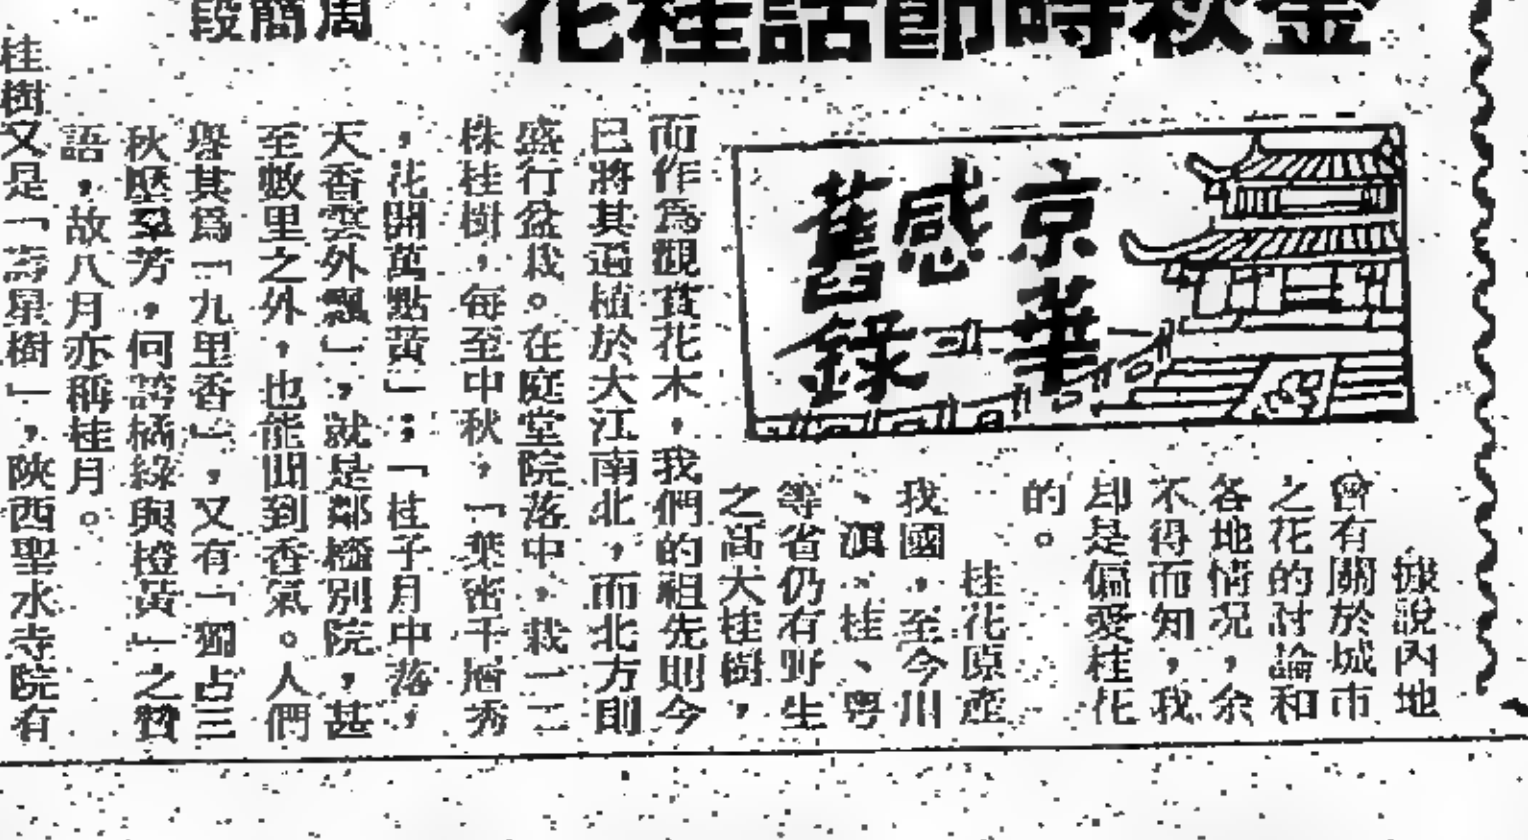 金秋時節話桂花
周簡段
京華
感舊錄
據說內地
曾有關於城市
之花的討論和
各地情況，余
不得而知，我
却是偏愛桂花
的。
桂花原產
我國，至今川
、滇、桂、粵
等省仍有野生
之高大桂樹，
而作為觀賞花木，我們的祖先則今
已將其遍植於大江南北，而北方則
盛行盆栽。在庭堂院落中，栽一二
株桂樹，每至中秋，「葉密千層秀
，花開萬點黃」；「桂子月中落，
天香雲外飄」，就是鄰檻別院，甚
至數里之外，也能聞到香氣。人們
譽其爲「九里香」，又有「獨占三
秋壓羣芳，何誇橘綠與橙黃」之贊
語，故八月亦稱桂月。
桂樹又是「壽星樹」，陝西聖水寺院有